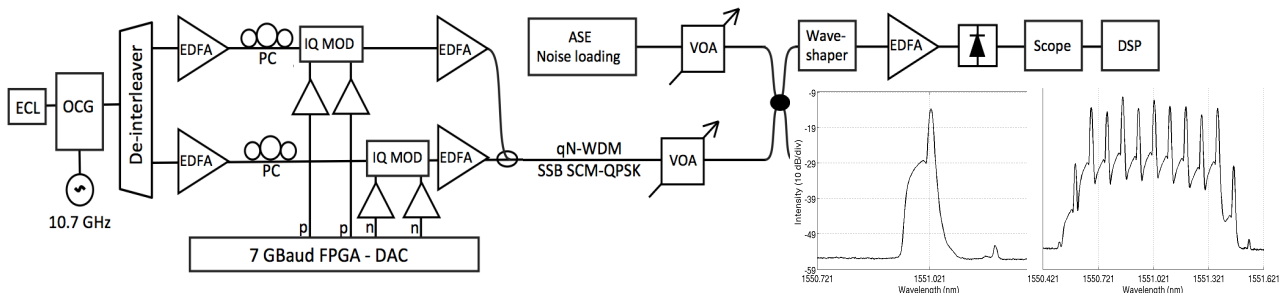 ECL
OCG
10.7 GHz
De-interleaver
EDFA
PC
IQ MOD
EDFA
EDFA
PC
IQ MOD
EDFA
p
p
n
n
7 GBaud FPGA - DAC
qN-WDM
SSB SCM-QPSK
ASE
Noise loading
VOA
VOA
Wave-
shaper
EDFA
Scope
DSP
Intensity (10 dB/div)
-9
-19
-29
-39
-49
-59
1550.721
1551.021
Wavelength (nm)
1550.421
1550.721
1551.021
1551.321
1551.621
Wavelength (nm)